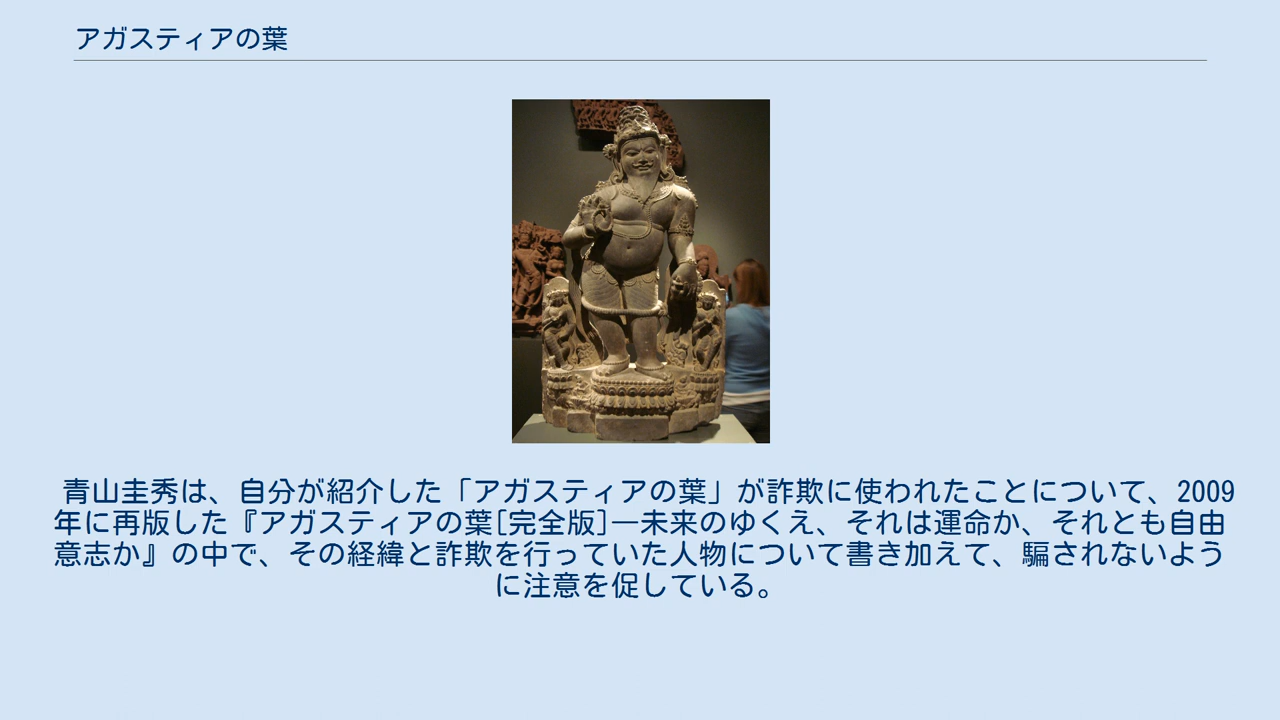 アガスティアの葉
青山圭秀は、自分が紹介した「アガスティアの葉」が詐欺に使われたことについて、2009
年に再版した『アガスティアの葉[完全版]―未来のゆくえ、それは運命か、それとも自由
意志か』の中で、その経緯と詐欺を行っていた人物について書き加えて、騙されないよう
に注意を促している。